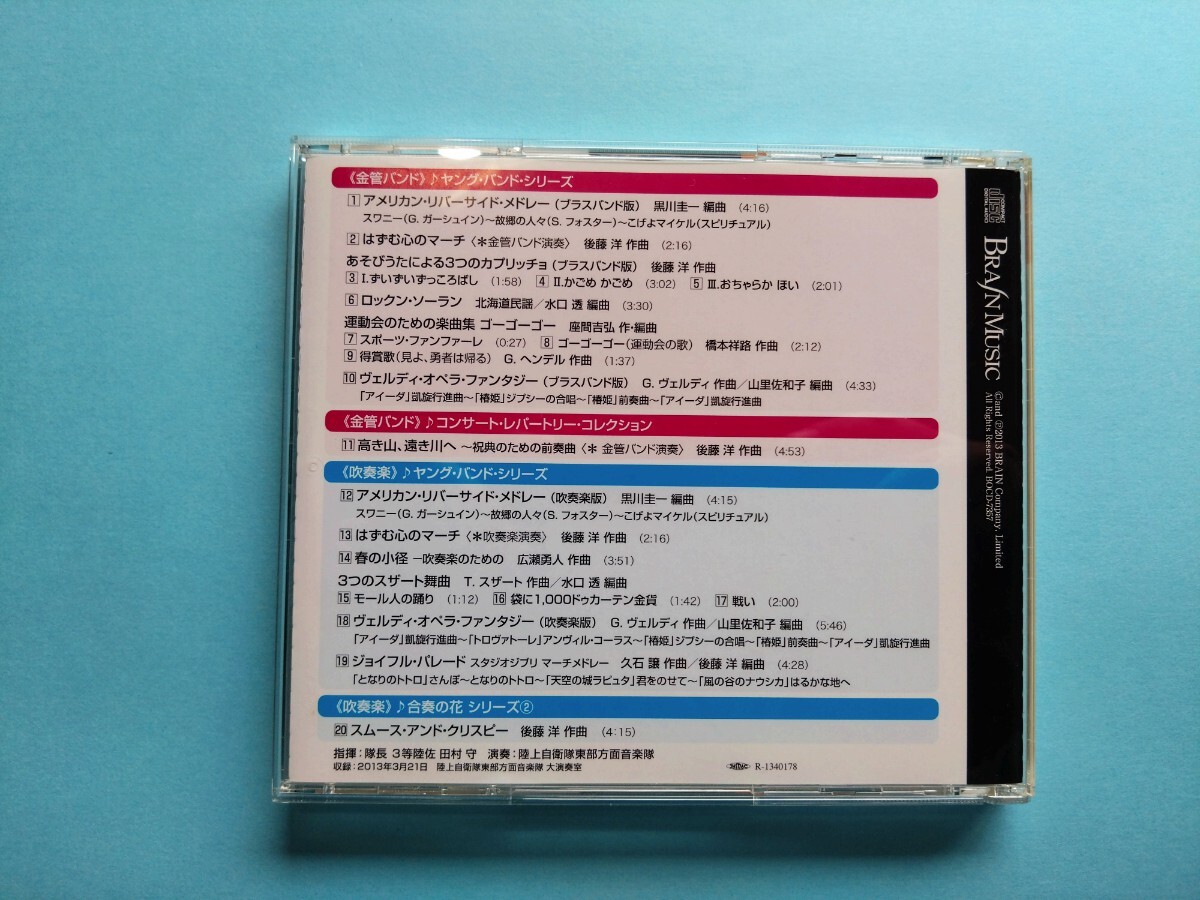 《金管バンド》♪ヤング・バンド・シリーズ
1 アメリカン・リバーサイド・メドレー（ブラスバンド版） 黒川圭一 編曲 (4:16)
スワニー(G. ガーシュイン)～故郷の人々(S. フォスター)～こげよマイケル(スピリチュアル)
2 はずむ心のマーチ〈＊金管バンド演奏〉 後藤 洋 作曲 (2:16)
あそびうたによる3つのカプリッチョ（ブラスバンド版） 後藤 洋 作曲
3 Ⅰ.ずいずいずっころばし (1:58) 4 Ⅱ.かごめ かごめ (3:02) 5 Ⅲ.おちゃらか ほい (2:01)
6 ロックン・ソーラン 北海道民謡／水口 透 編曲 (3:30)
運動会のための楽曲集 ゴーゴーゴー 座間吉弘 作・編曲
7 スポーツ・ファンファーレ (0:27) 8 ゴーゴーゴー(運動会の歌) 橋本祥路 作曲 (2:12)
9 得賞歌(見よ、勇者は帰る) G. ヘンデル 作曲 (1:37)
10 ヴェルディ・オペラ・ファンタジー（ブラスバンド版） G. ヴェルディ 作曲／山里佐和子 編曲 (4:33)
「アイーダ」凱旋行進曲～「椿姫」ジプシーの合唱～「椿姫」前奏曲～「アイーダ」凱旋行進曲
《金管バンド》♪コンサート・レパートリー・コレクション
11 高き山、遠き川へ ～祝典のための前奏曲〈＊ 金管バンド演奏〉 後藤 洋 作曲 (4:53)
《吹奏楽》♪ヤング・バンド・シリーズ
12 アメリカン・リバーサイド・メドレー（吹奏楽版） 黒川圭一 編曲 (4:15)
スワニー(G. ガーシュイン)～故郷の人々(S. フォスター)～こげよマイケル(スピリチュアル)
13 はずむ心のマーチ〈＊吹奏楽演奏〉 後藤 洋 作曲 (2:16)
14 春の小径 ―吹奏楽のための 広瀬勇人 作曲 (3:51)
3つのスザート舞曲 T. スザート 作曲／水口 透 編曲
15 モール人の踊り (1:12) 16 袋に1,000ドゥカーテン金貨 (1:42) 17 戦い (2:00)
18 ヴェルディ・オペラ・ファンタジー（吹奏楽版） G. ヴェルディ 作曲／山里佐和子 編曲 (5:46)
「アイーダ」凱旋行進曲～「トロヴァトーレ」アンヴィル・コーラス～「椿姫」ジプシーの合唱～「椿姫」前奏曲～「アイーダ」凱旋行進曲
19 ジョイフル・パレード スタジオジブリ マーチメドレー 久石 譲 作曲／後藤 洋 編曲 (4:28)
「となりのトトロ」さんぽ～となりのトトロ～「天空の城ラピュタ」君をのせて～「風の谷のナウシカ」はるかな地へ
《吹奏楽》♪合奏の花 シリーズ②
20 スムース・アンド・クリスピー 後藤 洋 作曲 (4:15)
指揮：隊長 3等陸佐 田村 守 演奏：陸上自衛隊東部方面音楽隊
収録：2013年3月21日 陸上自衛隊東部方面音楽隊 大演奏室
R-1340178
COMPACT disc DIGITAL AUDIO
BRAIN MUSIC
©and ℗2013 BRAIN Company, Limited
All Rights Reserved. BOCD-7357